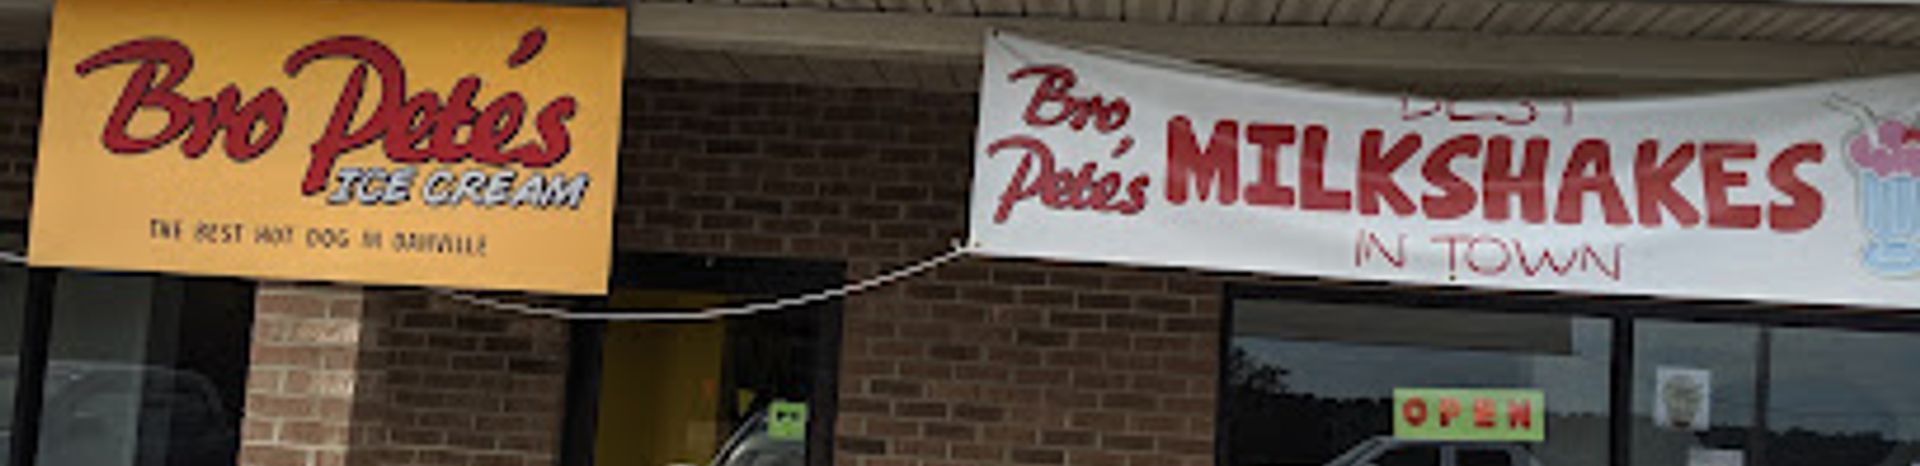 Bro Pete's
ICE CREAM
THE BEST HOT DOG IN DANVILLE
Bro
Pete's
BEST
MILKSHAKES
IN TOWN
OPEN